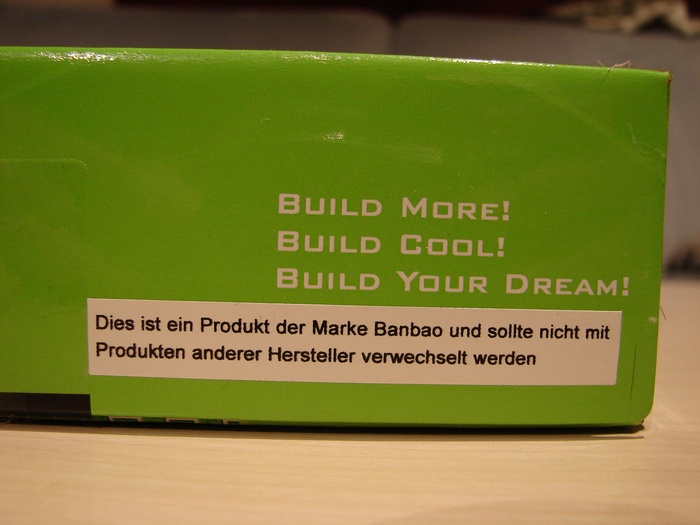 BUILD MORE!
BUILD COOL!
BUILD YOUR DREAM!
Dies ist ein Produkt der Marke Banbao und sollte nicht mit
Produkten anderer Hersteller verwechselt werden